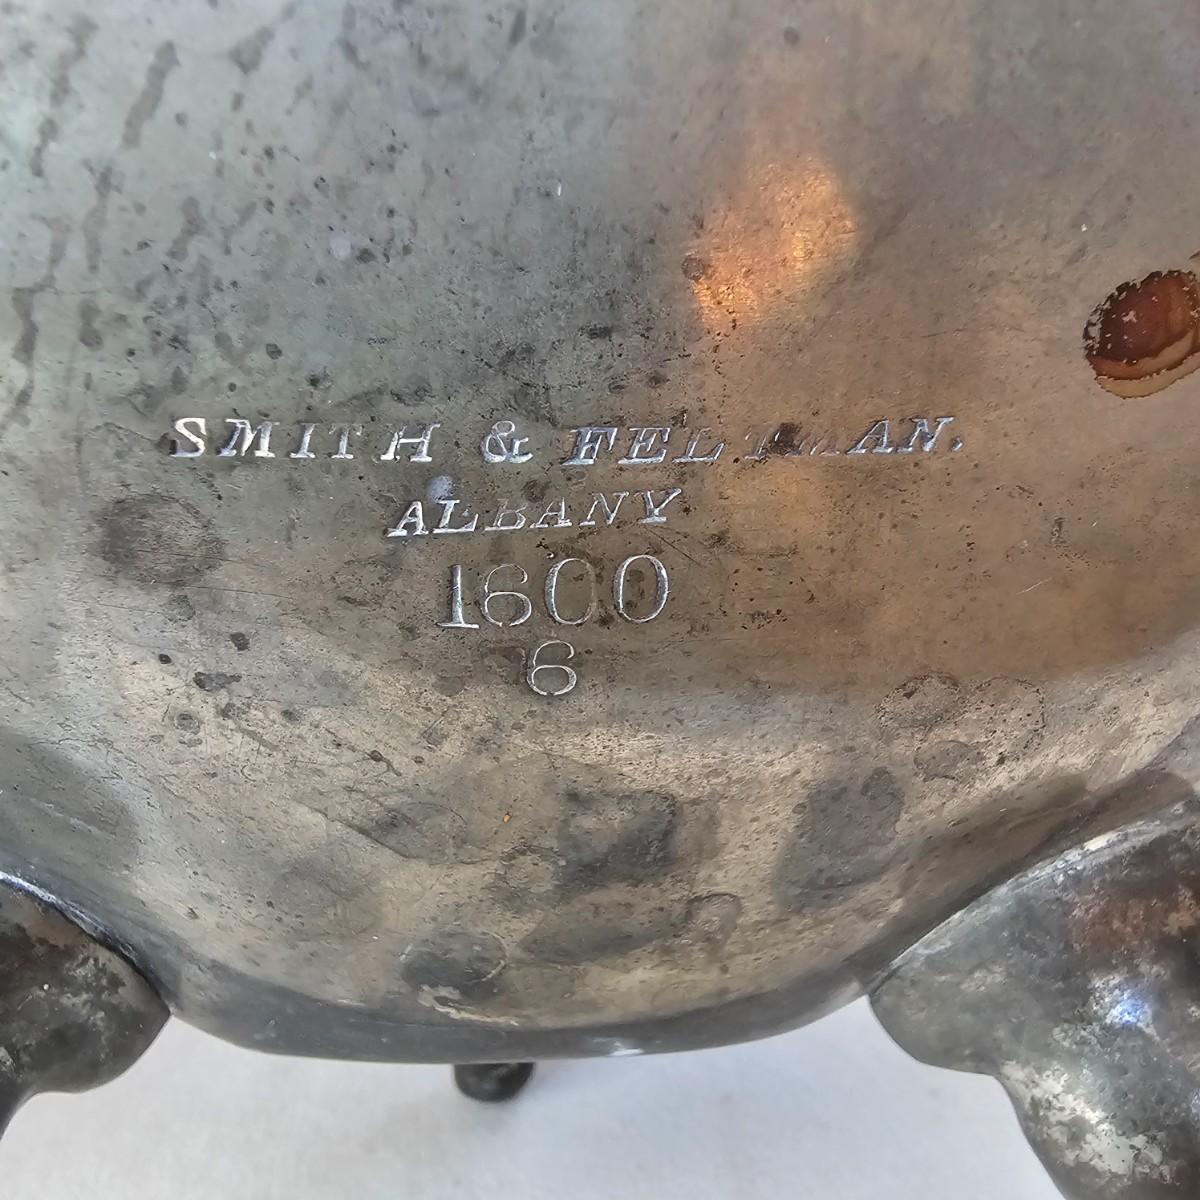 SMITH & FELTMAN.
ALBANY
1600
6